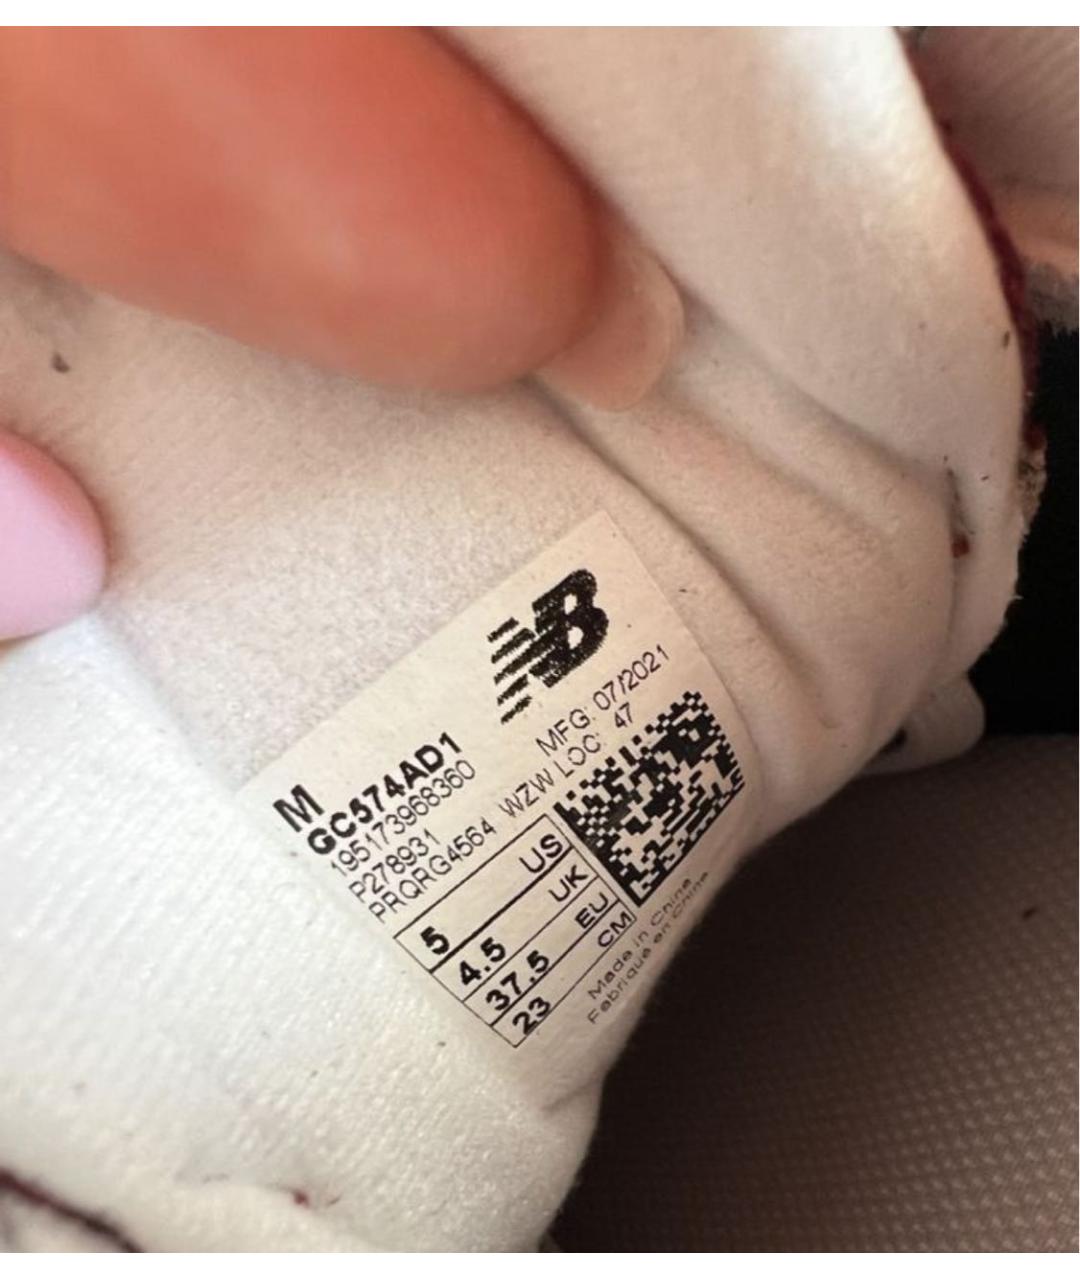 NB
MFG: 07/2021
WZW LOC: 47
M
GC574AD1
195173968360
P278931
PRQRG4564
5 US
4.5 UK
37.5 EU
23 CM
Made in China
Fabriqué en Chine